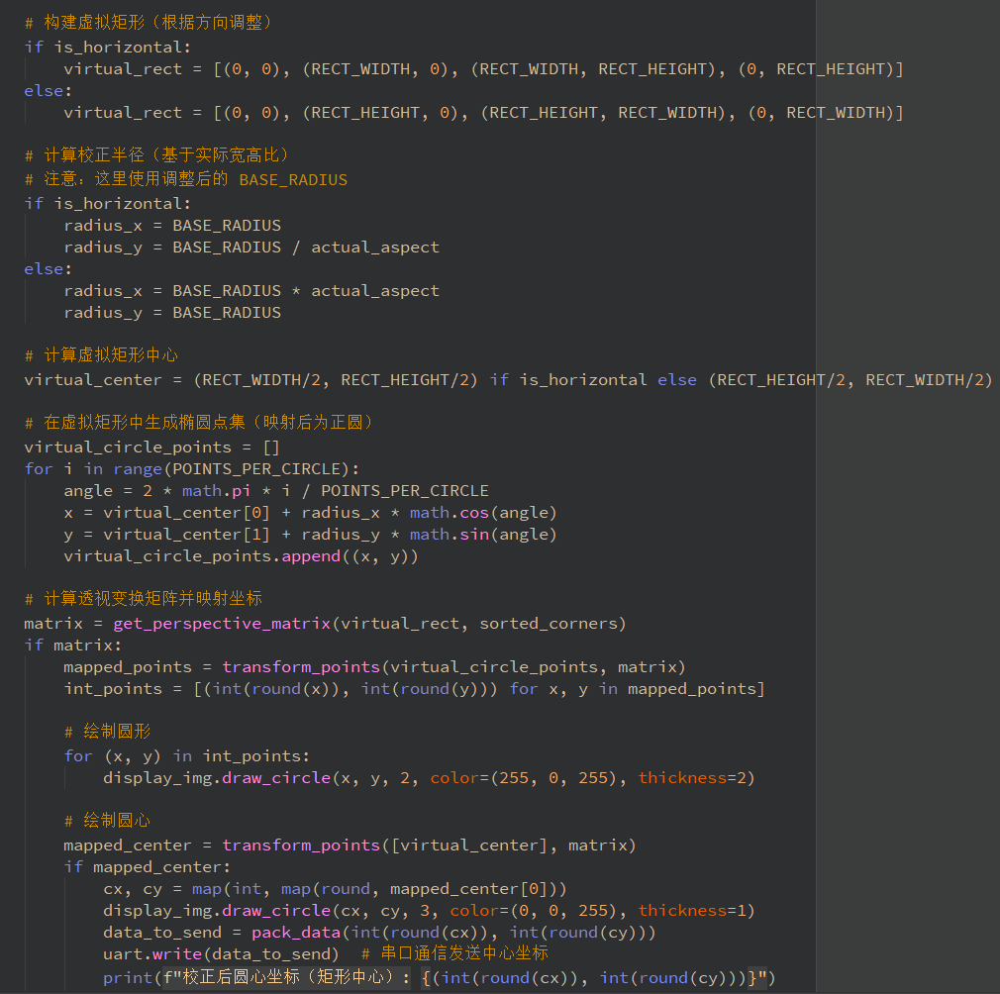 # 构建虚拟矩形（根据方向调整）
if is_horizontal:
    virtual_rect = [(0, 0), (RECT_WIDTH, 0), (RECT_WIDTH, RECT_HEIGHT), (0, RECT_HEIGHT)]
else:
    virtual_rect = [(0, 0), (RECT_HEIGHT, 0), (RECT_HEIGHT, RECT_WIDTH), (0, RECT_WIDTH)]

# 计算校正半径（基于实际宽高比）
# 注意：这里使用调整后的 BASE_RADIUS
if is_horizontal:
    radius_x = BASE_RADIUS
    radius_y = BASE_RADIUS / actual_aspect
else:
    radius_x = BASE_RADIUS * actual_aspect
    radius_y = BASE_RADIUS

# 计算虚拟矩形中心
virtual_center = (RECT_WIDTH/2, RECT_HEIGHT/2) if is_horizontal else (RECT_HEIGHT/2, RECT_WIDTH/2)

# 在虚拟矩形中生成椭圆点集（映射后为正圆）
virtual_circle_points = []
for i in range(POINTS_PER_CIRCLE):
    angle = 2 * math.pi * i / POINTS_PER_CIRCLE
    x = virtual_center[0] + radius_x * math.cos(angle)
    y = virtual_center[1] + radius_y * math.sin(angle)
    virtual_circle_points.append((x, y))

# 计算透视变换矩阵并映射坐标
matrix = get_perspective_matrix(virtual_rect, sorted_corners)
if matrix:
    mapped_points = transform_points(virtual_circle_points, matrix)
    int_points = [(int(round(x)), int(round(y))) for x, y in mapped_points]

    # 绘制圆形
    for (x, y) in int_points:
        display_img.draw_circle(x, y, 2, color=(255, 0, 255), thickness=2)

    # 绘制圆心
    mapped_center = transform_points([virtual_center], matrix)
    if mapped_center:
        cx, cy = map(int, map(round, mapped_center[0]))
        display_img.draw_circle(cx, cy, 3, color=(0, 0, 255), thickness=1)
        data_to_send = pack_data(int(round(cx)), int(round(cy)))
        uart.write(data_to_send)  # 串口通信发送中心坐标
        print(f"校正后圆心坐标（矩形中心）: {(int(round(cx)), int(round(cy)))}")